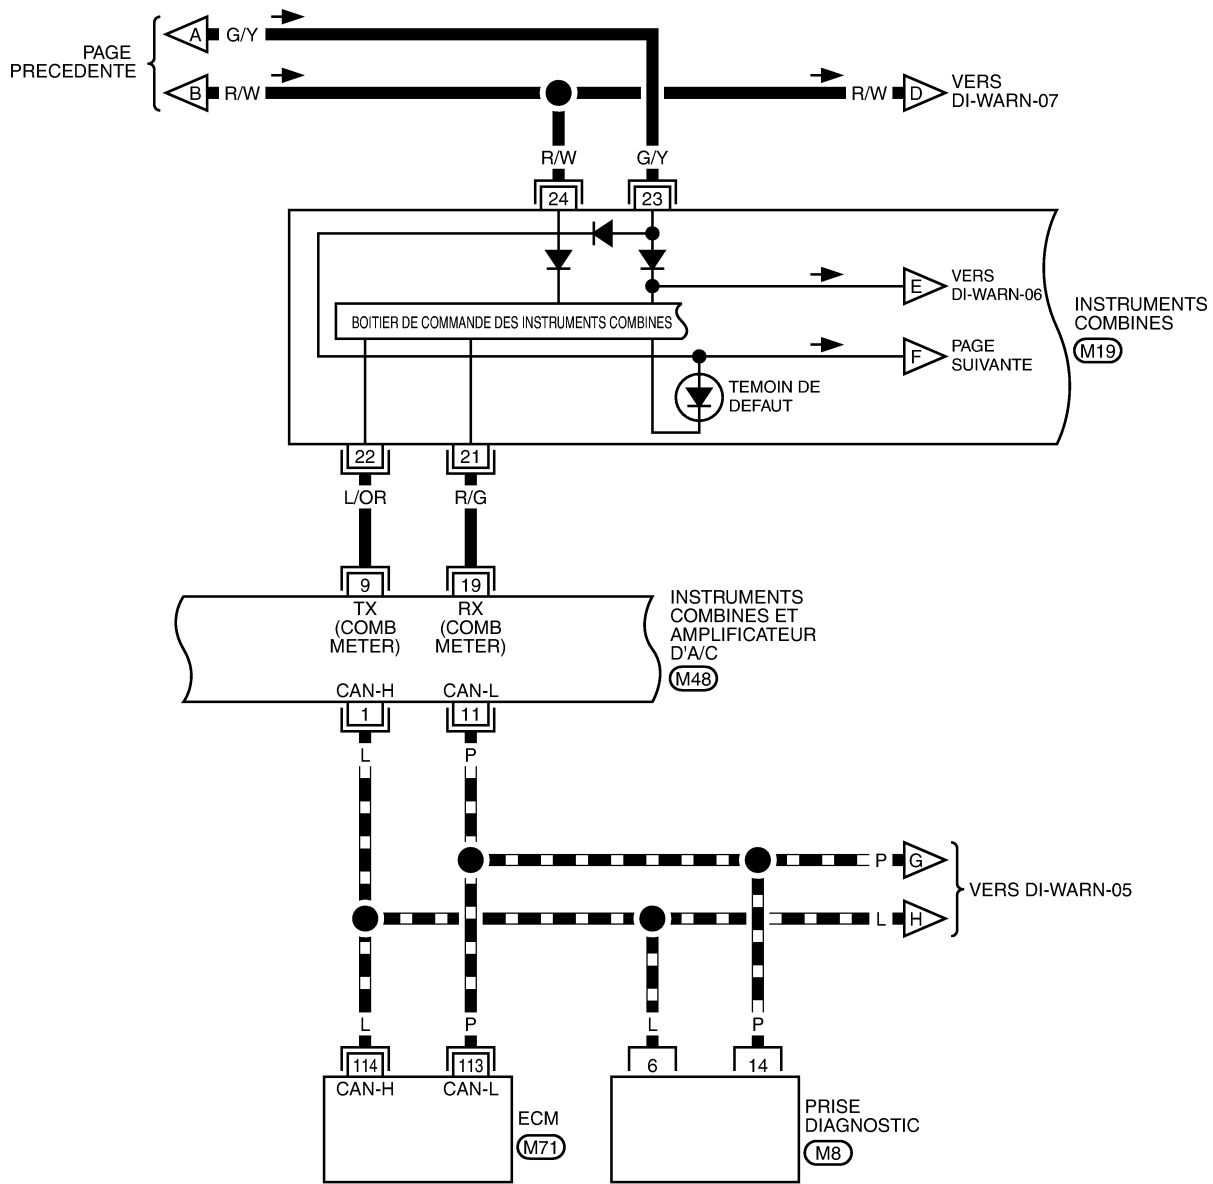 PAGE
PRECEDENTE
A
G/Y
B
R/W
R/W
D
VERS
DI-WARN-07
R/W
G/Y
24
23
E
VERS
DI-WARN-06
BOITIER DE COMMANDE DES INSTRUMENTS COMBINES
INSTRUMENTS
COMBINES
M19
F
PAGE
SUIVANTE
TEMOIN DE
DEFAUT
22
21
L/OR
R/G
9
19
TX
(COMB
METER)
RX
(COMB
METER)
INSTRUMENTS
COMBINES ET
AMPLIFICATEUR
D'A/C
M48
CAN-H
CAN-L
1
11
L
P
P
G
L
H
VERS DI-WARN-05
L
P
L
P
114
113
6
14
CAN-H
CAN-L
ECM
M71
PRISE
DIAGNOSTIC
M8